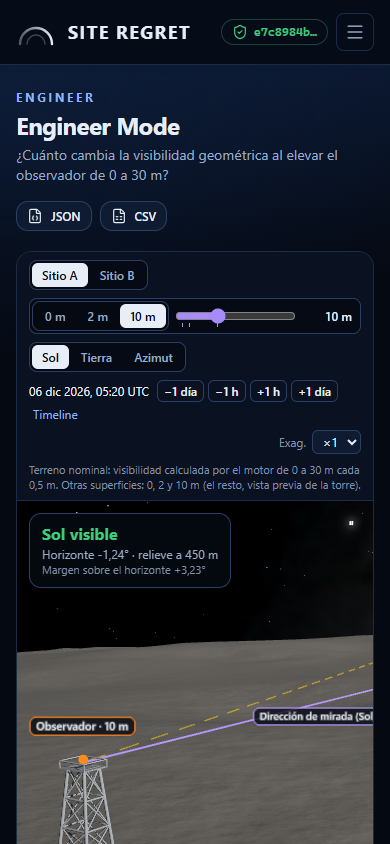 SITE REGRET
e7c8984b…
ENGINEER
Engineer Mode
¿Cuánto cambia la visibilidad geométrica al elevar el
observador de 0 a 30 m?
JSON CSV
Sitio A Sitio B
0 m 2 m 10 m 10 m
Sol Tierra Azimut
06 dic 2026, 05:20 UTC −1 día −1 h +1 h +1 día
Timeline
Exag. ×1
Terreno nominal: visibilidad calculada por el motor de 0 a 30 m cada
0,5 m. Otras superficies: 0, 2 y 10 m (el resto, vista previa de la torre).
Sol visible
Horizonte -1,24° · relieve a 450 m
Margen sobre el horizonte +3,23°
Dirección de mirada (Sol
Observador · 10 m